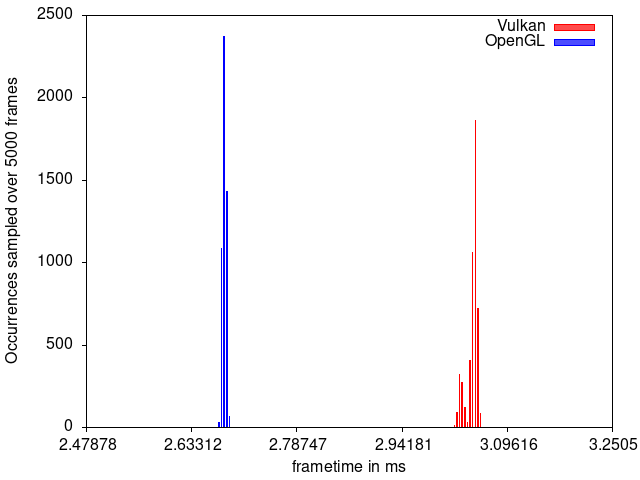 2500
Vulkan
OpenGL
2000
1500
1000
500
0
Occurrences sampled over 5000 frames
2.47878 2.63312 2.78747 2.94181 3.09616 3.2505
frametime in ms